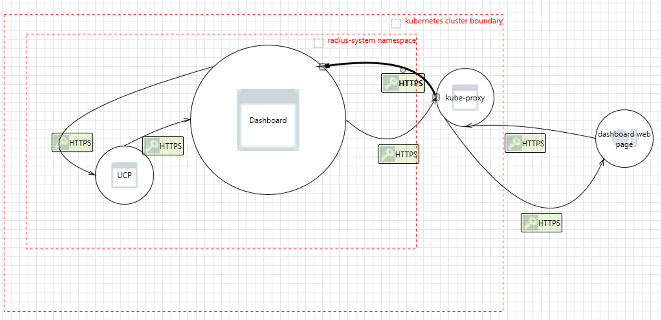 kubernetes cluster boundary
radius-system namespace
HTTPS
kube-proxy
Dashboard
dashboard web
page
HTTPS
HTTPS
HTTPS
HTTPS
UCP
HTTPS